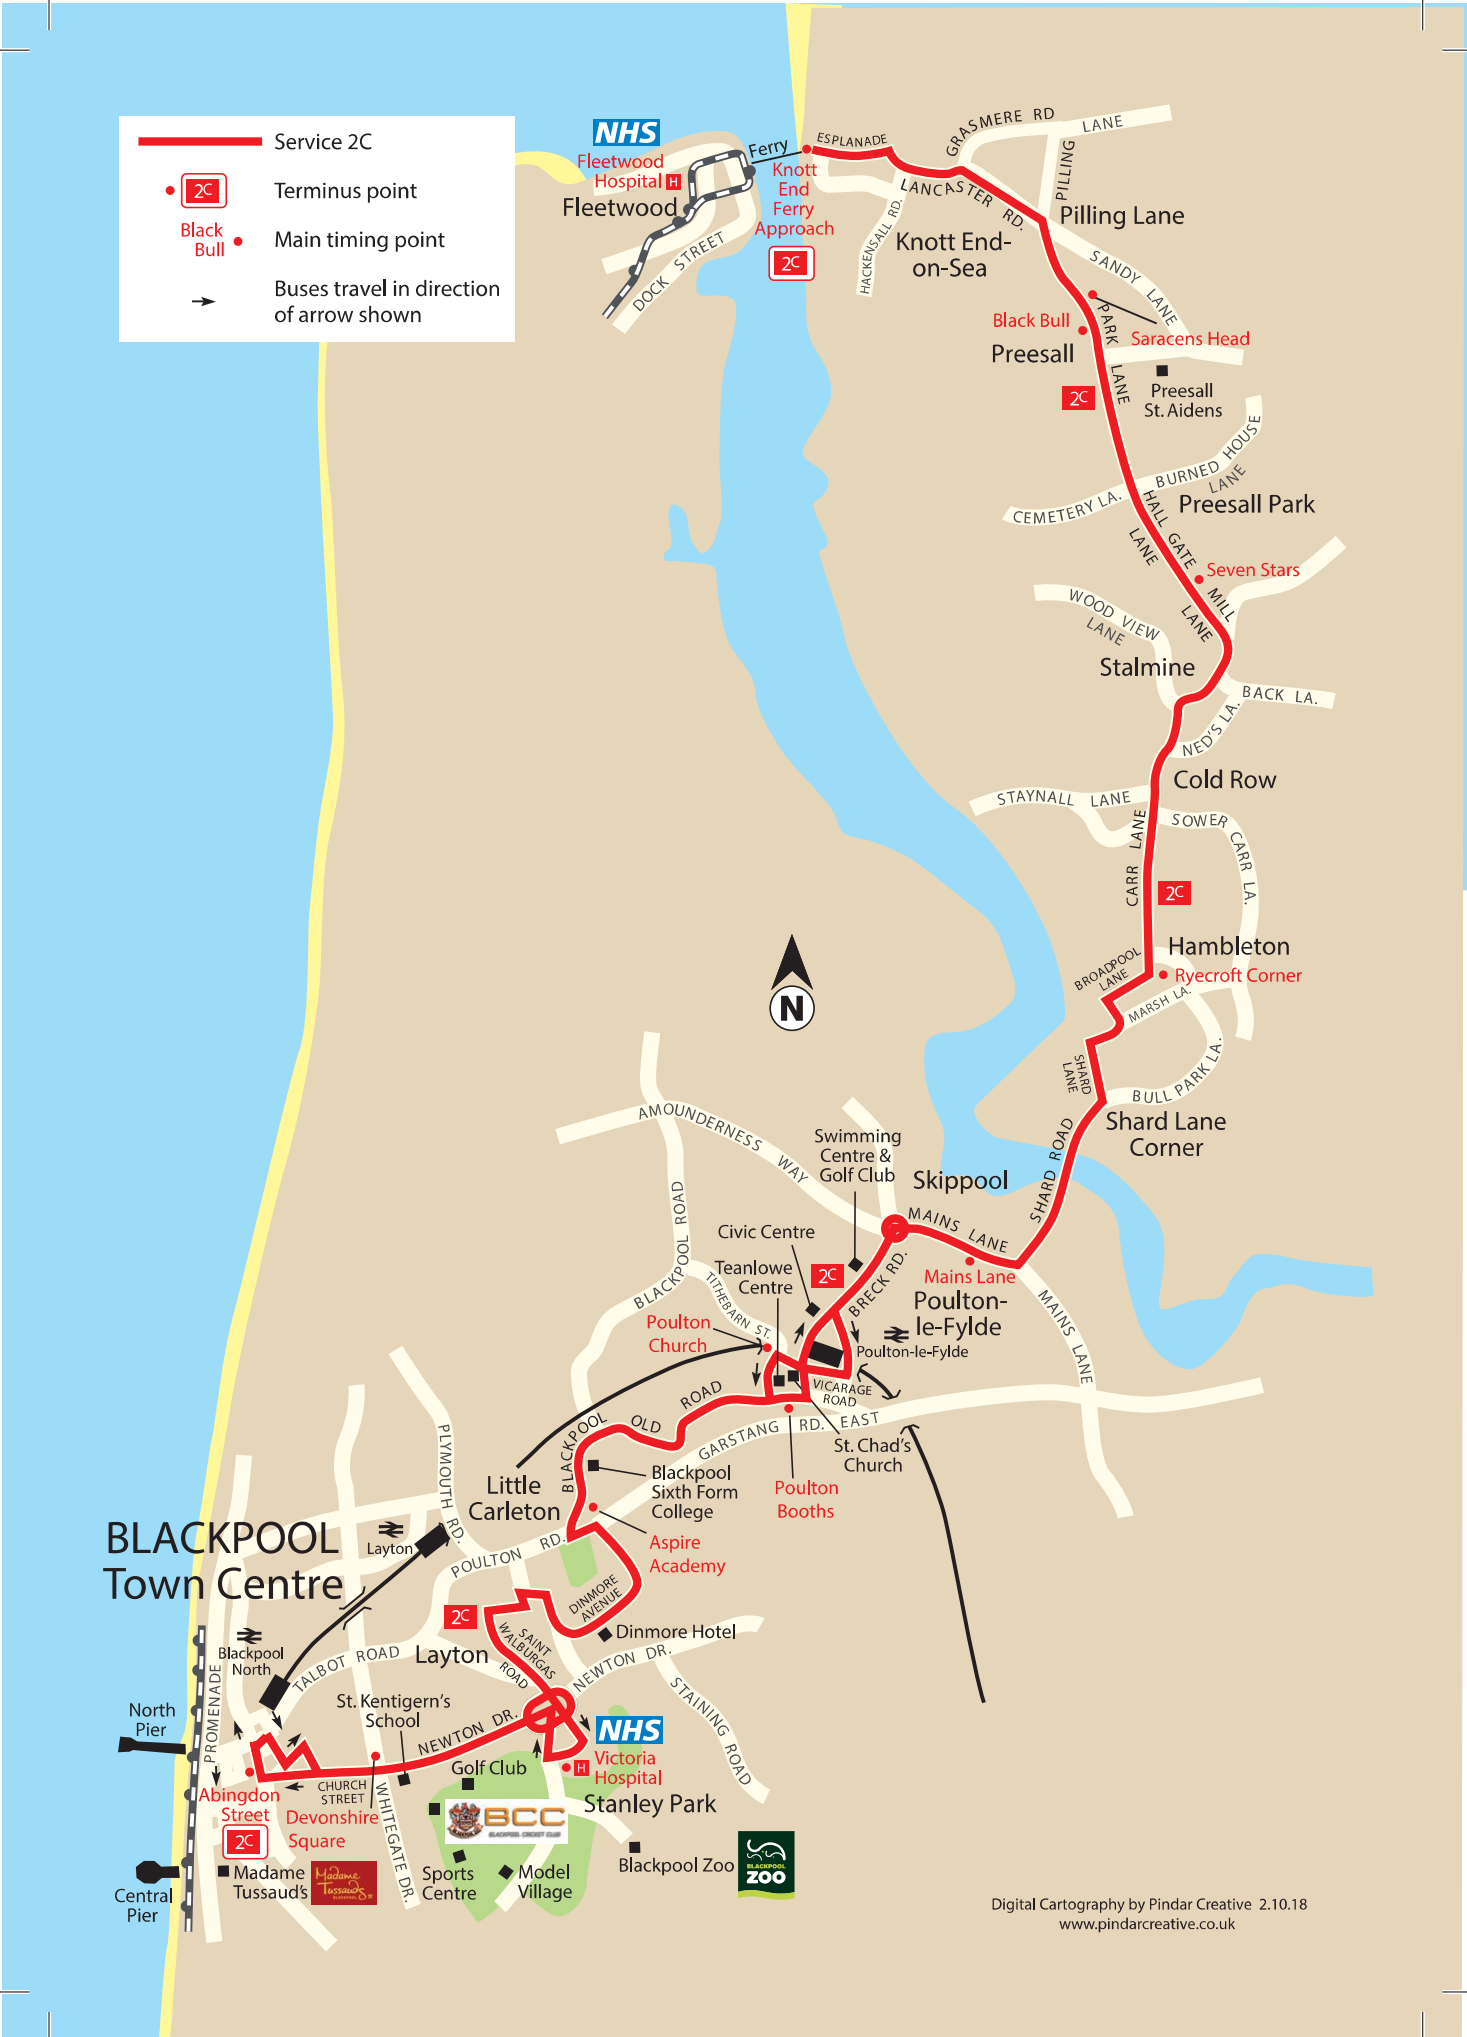 Service 2C
2C
Terminus point
Black
Bull
Main timing point
Buses travel in direction
of arrow shown
NHS
Fleetwood
Hospital H
Fleetwood
DOCK STREET
Ferry
Knott
End
Ferry
Approach
2C
ESPLANADE
GRASMERE RD
LANE
PILLING
LANCASTER RD.
HACKENSALL RD.
Knott End-
on-Sea
Pilling Lane
SANDY LANE
Black Bull
Preesall
PARK LANE
Saracens Head
2C
Preesall
St. Aidens
BURNED HOUSE
LANE
CEMETERY LA.
Preesall Park
HALL GATE
LANE
Seven Stars
MILL
LANE
WOOD VIEW
LANE
Stalmine
BACK LA.
NED'S LA.
Cold Row
STAYNALL LANE
SOWER CARR LA.
CARR LANE
2C
Hambleton
BROADPOOL
LANE
Ryecroft Corner
MARSH LA.
SHARD
LANE
BULL PARK LA.
Shard Lane
Corner
N
AMOUNDERNESS WAY
Swimming
Centre &
Golf Club
Skippool
SHARD ROAD
MAINS LANE
Mains Lane
BLACKPOOL ROAD
Civic Centre
Teanlowe
Centre
2C
BRECK RD.
Poulton-
le-Fylde
Poulton-le-Fylde
MAINS LANE
TITHEBARN ST.
Poulton
Church
VICARAGE
ROAD
BLACKPOOL OLD ROAD
GARSTANG RD. EAST
St. Chad's
Church
Poulton
Booths
PLYMOUTH RD.
Little
Carleton
Blackpool
Sixth Form
College
Aspire
Academy
BLACKPOOL
Town Centre
Layton
POULTON RD.
DINMORE
AVENUE
Dinmore Hotel
2C
SAINT
WALBURGAS
ROAD
Layton
NEWTON DR.
STAINING ROAD
Blackpool
North
TALBOT ROAD
PROMENADE
North
Pier
St. Kentigern's
School
NEWTON DR.
NHS
H Victoria
Hospital
Golf Club
Stanley Park
CHURCH
STREET
Abingdon
Street
2C
Devonshire
Square
WHITEGATE DR.
BCC
BLACKPOOL CRICKET CLUB
Madame
Tussaud's
Madame
Tussauds
BLACKPOOL
Sports
Centre
Model
Village
Blackpool Zoo
BLACKPOOL
ZOO
Central
Pier
Digital Cartography by Pindar Creative 2.10.18
www.pindarcreative.co.uk